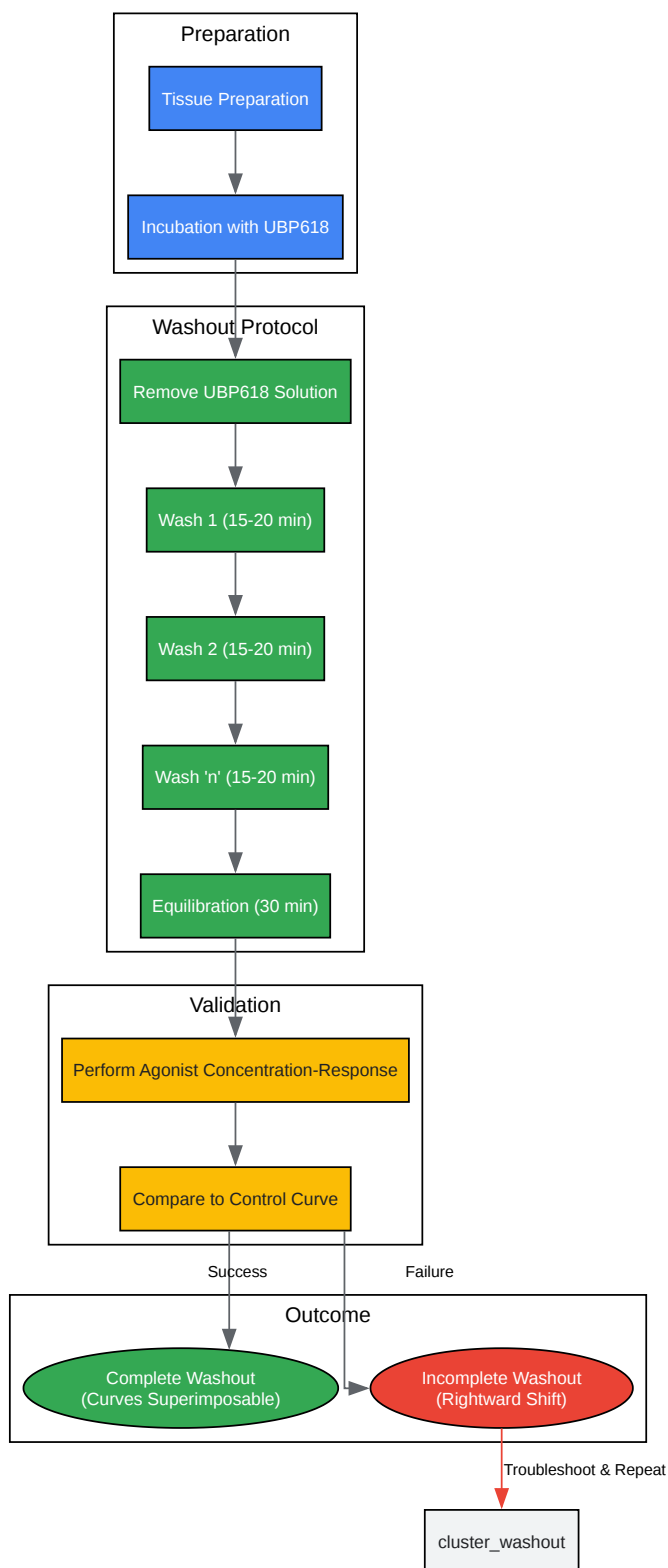 Preparation
Tissue Preparation
Incubation with UBP618
Washout Protocol
Remove UBP618 Solution
Wash 1 (15-20 min)
Wash 2 (15-20 min)
Wash 'n' (15-20 min)
Equilibration (30 min)
Validation
Perform Agonist Concentration-Response
Compare to Control Curve
Success
Failure
Outcome
Complete Washout
(Curves Superimposable)
Incomplete Washout
(Rightward Shift)
Troubleshoot & Repeat
cluster_washout